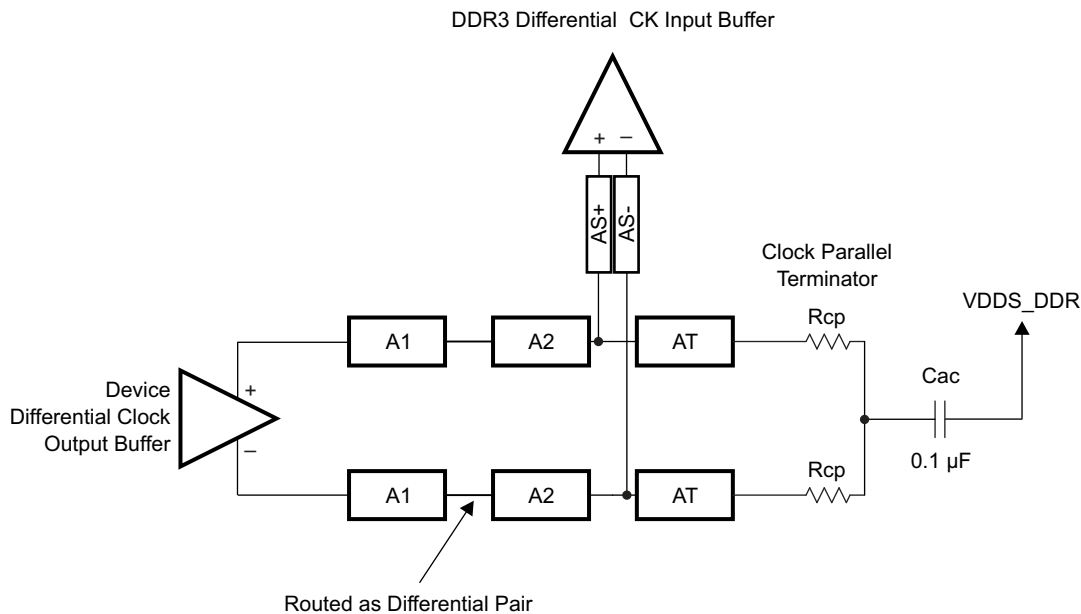 DDR3 Differential CK Input Buffer
+ −
AS+
AS-
Clock Parallel
Terminator
VDDS_DDR
Rcp
A1
A2
AT
Cac
Device
Differential Clock
Output Buffer
+
−
0.1 µF
Rcp
A1
A2
AT
Routed as Differential Pair